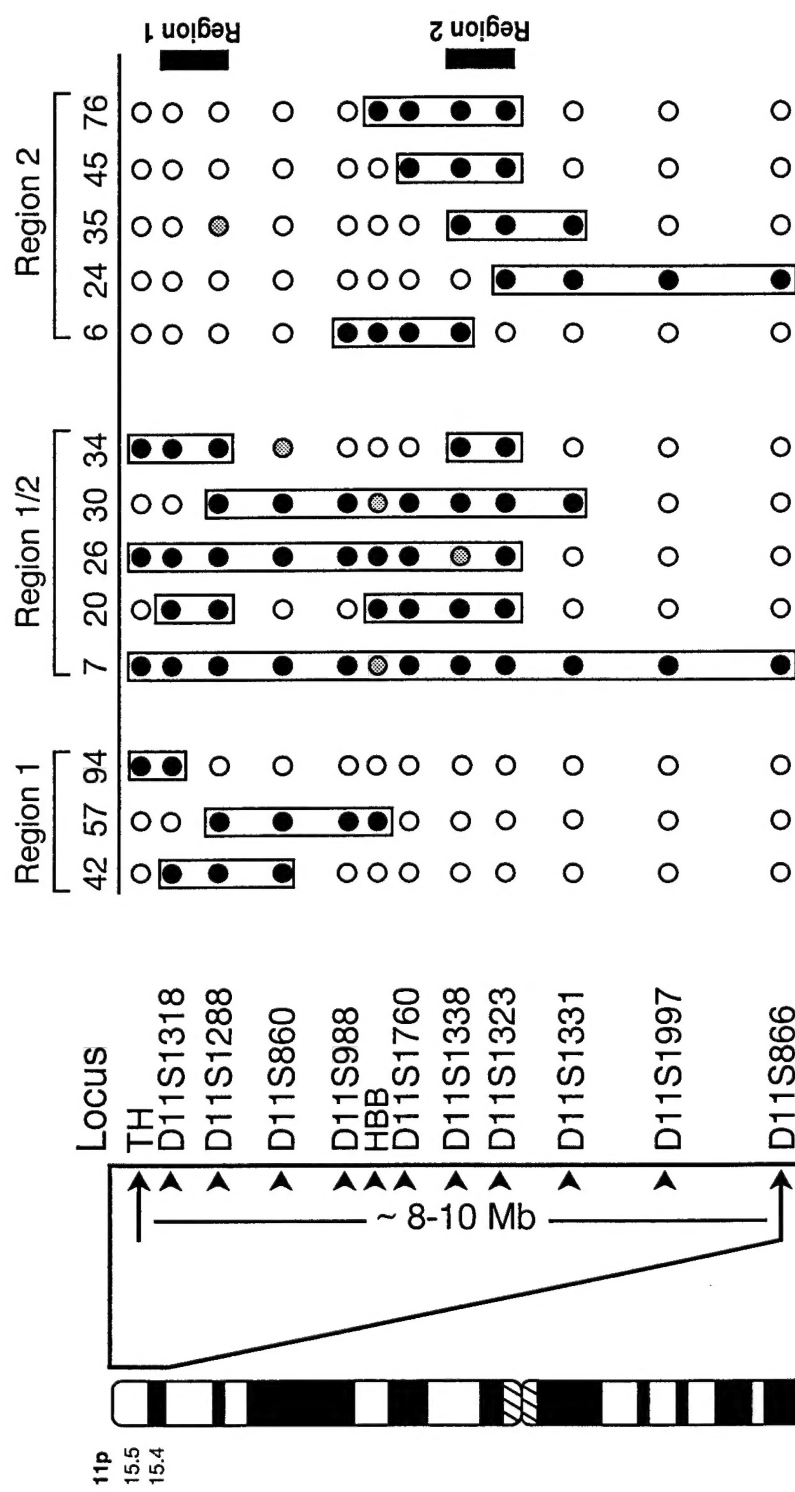 Region 1
Region 1/2
Region 2
42 57 94
7 20 26 30 34
6 24 35 45 76
Region 1
Region 2
Locus
TH
D11S1318
D11S1288
D11S860
D11S988
HBB
D11S1760
D11S1338
D11S1323
D11S1331
D11S1997
D11S866
~ 8-10 Mb
11p
15.5
15.4